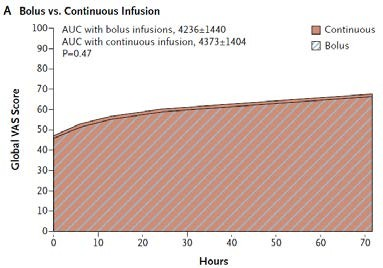 A Bolus vs. Continuous Infusion
100
AUC with bolus infusions, 4236±1440
AUC with continuous infusion, 4373±1404
P=0.47
Continuous
Bolus
90
80
70
60
50
40
30
20
10
0
Global VAS Score
0 10 20 30 40 50 60 70
Hours